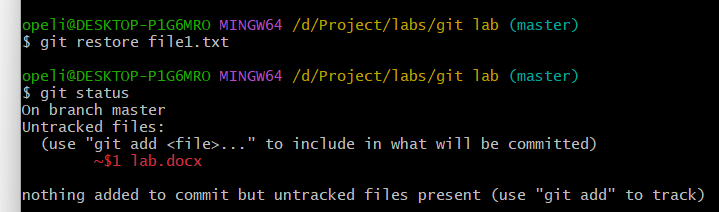 opeli@DESKTOP-P1G6MRO MINGW64 /d/Project/labs/git lab (master)
$ git restore file1.txt
opeli@DESKTOP-P1G6MRO MINGW64 /d/Project/labs/git lab (master)
$ git status
On branch master
Untracked files:
(use "git add <file>..." to include in what will be committed)
~$1 lab.docx
nothing added to commit but untracked files present (use "git add" to track)